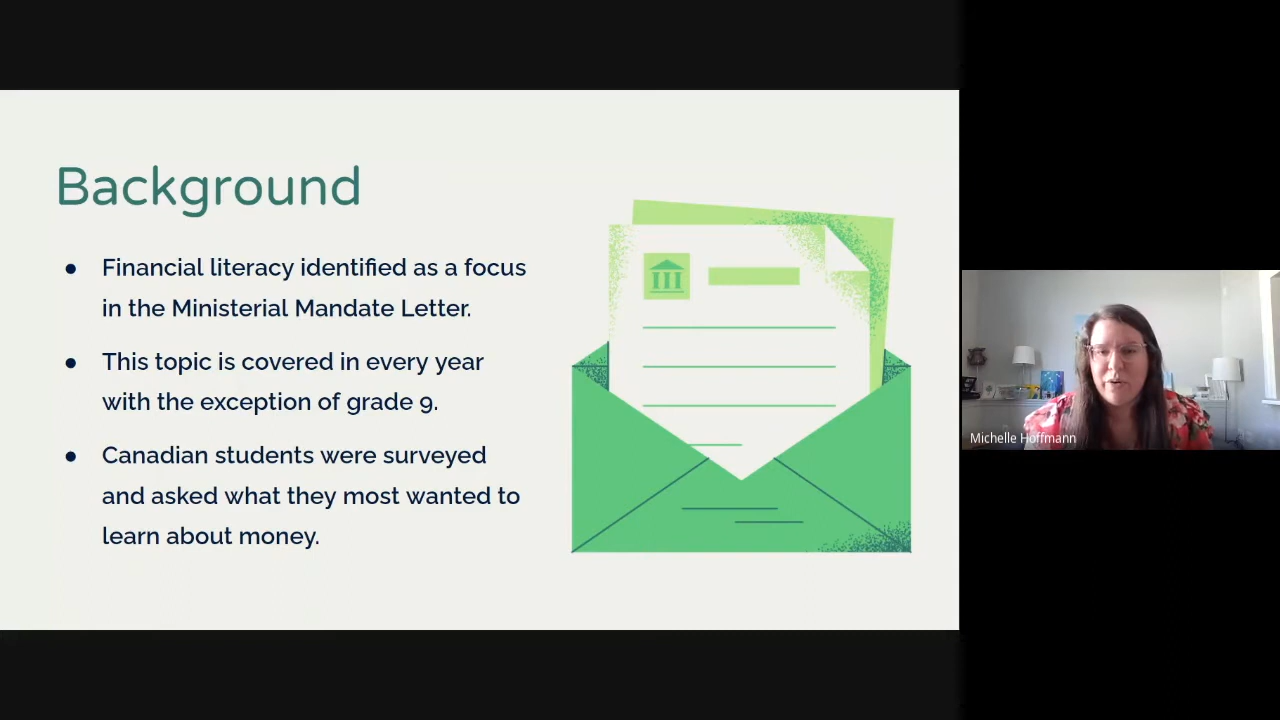 Background
● Financial literacy identified as a focus
in the Ministerial Mandate Letter.
● This topic is covered in every year
with the exception of grade 9.
● Canadian students were surveyed
and asked what they most wanted to
learn about money.
Michelle Hoffmann